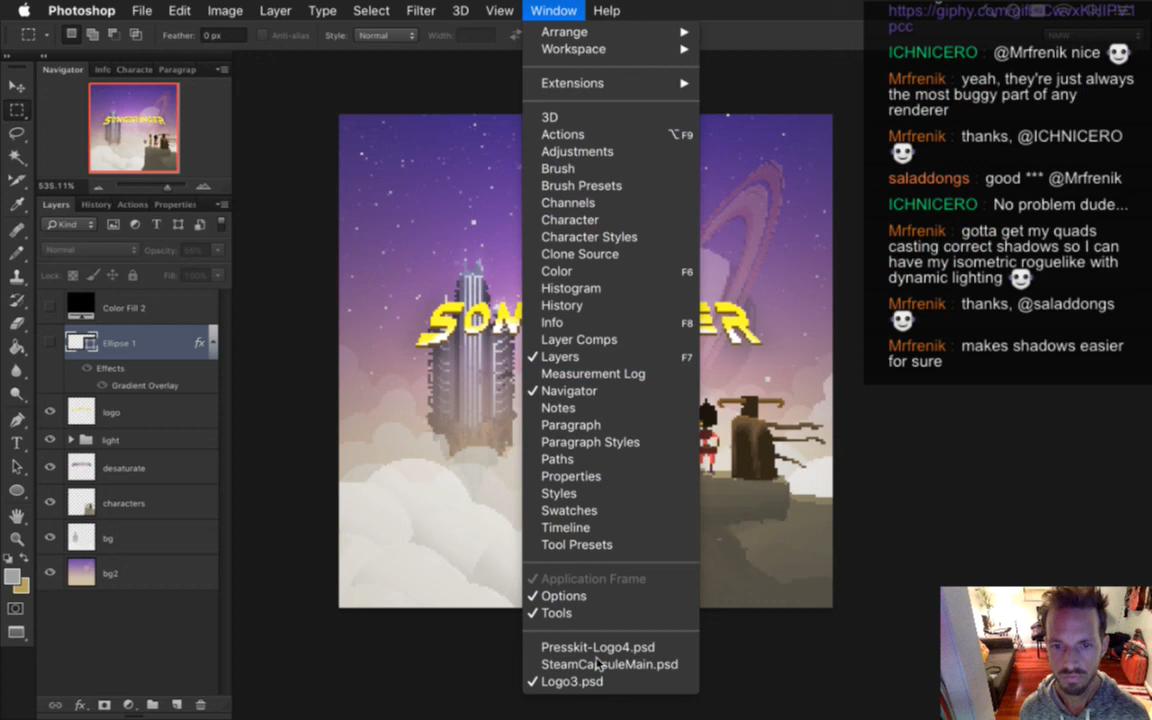 Photoshop File Edit Image Layer Type Select Filter 3D View Window Help
Feather: 0 px Anti-alias Style: Normal Width:
Navigator Info Characte Paragrap
535.11%
Layers History Actions Properties
Kind
Normal Opacity:
Lock: Fill: 100%
Color Fill 2
Ellipse 1 fx
Effects
Gradient Overlay
logo
light
desaturate
characters
bg
bg2
fx
T
Arrange
Workspace
Extensions
3D
Actions ⌥F9
Adjustments
Brush
Brush Presets
Channels
Character
Character Styles
Clone Source
Color F6
Histogram
History
Info F8
Layer Comps
✓ Layers F7
Measurement Log
✓ Navigator
Notes
Paragraph
Paragraph Styles
Paths
Properties
Styles
Swatches
Timeline
Tool Presets
✓ Application Frame
✓ Options
✓ Tools
Presskit-Logo4.psd
SteamCapsuleMain.psd
✓ Logo3.psd
SON
ER
pcc
ICHNICERO : @Mrfrenik nice
Mrfrenik : yeah, they're just always
the most buggy part of any
renderer
Mrfrenik : thanks, @ICHNICERO
saladdongs : good *** @Mrfrenik
ICHNICERO : No problem dude...
Mrfrenik : gotta get my quads
casting correct shadows so I can
have my isometric roguelike with
dynamic lighting
Mrfrenik : thanks, @saladdongs
Mrfrenik : makes shadows easier
for sure